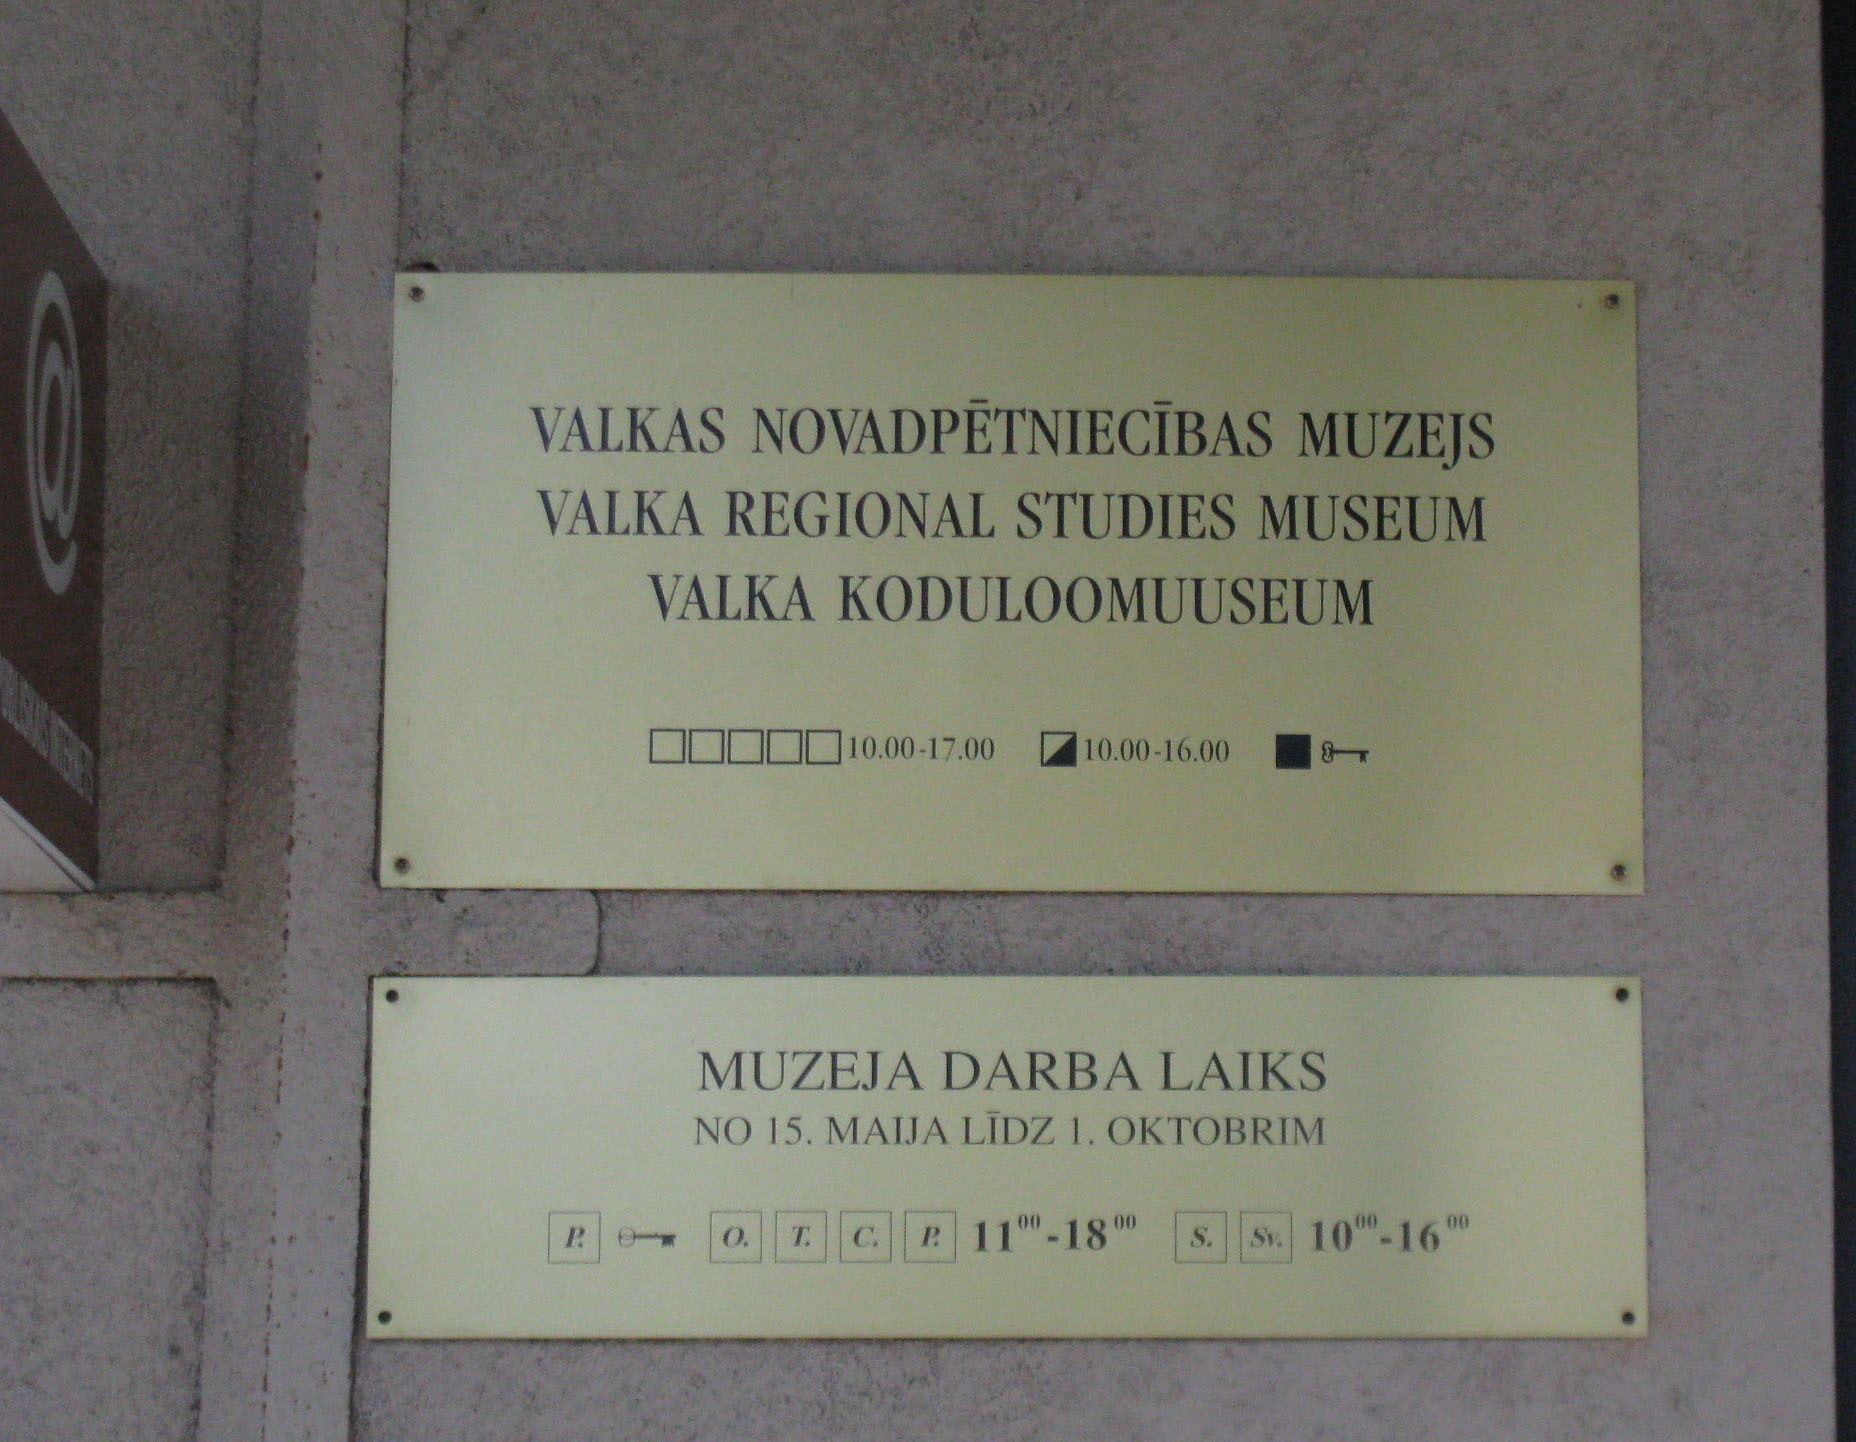 @
VALKAS NOVADPĒTNIECĪBAS MUZEJS
VALKA REGIONAL STUDIES MUSEUM
VALKA KODULOOMUUSEUM
10.00-17.00 10.00-16.00
MUZEJA DARBA LAIKS
NO 15. MAIJA LĪDZ 1. OKTOBRIM
P. O. T. C. P. 11⁰⁰-18⁰⁰ S. Sv. 10⁰⁰-16⁰⁰